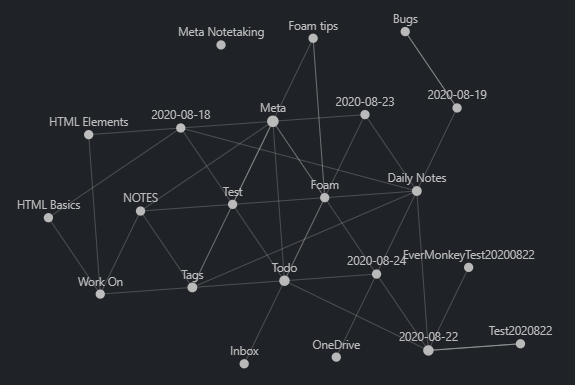 Bugs
Foam tips
Meta Notetaking
2020-08-19
2020-08-23
Meta
2020-08-18
HTML Elements
Daily Notes
Foam
Test
NOTES
HTML Basics
EverMonkeyTest20200822
2020-08-24
Todo
Tags
Work On
Test2020822
2020-08-22
OneDrive
Inbox